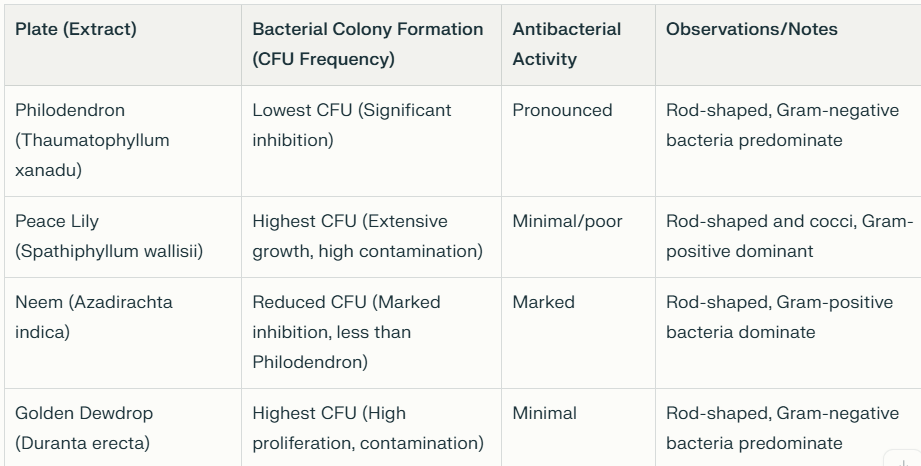 Plate (Extract)
Bacterial Colony Formation
(CFU Frequency)
Antibacterial
Activity
Observations/Notes
Philodendron
(Thaumatophyllum
xanadu)
Lowest CFU (Significant
inhibition)
Pronounced
Rod-shaped, Gram-negative
bacteria predominate
Peace Lily
(Spathiphyllum wallisii)
Highest CFU (Extensive
growth, high contamination)
Minimal/poor
Rod-shaped and cocci, Gram-
positive dominant
Neem (Azadirachta
indica)
Reduced CFU (Marked
inhibition, less than
Philodendron)
Marked
Rod-shaped, Gram-positive
bacteria dominate
Golden Dewdrop
(Duranta erecta)
Highest CFU (High
proliferation, contamination)
Minimal
Rod-shaped, Gram-negative
bacteria predominate